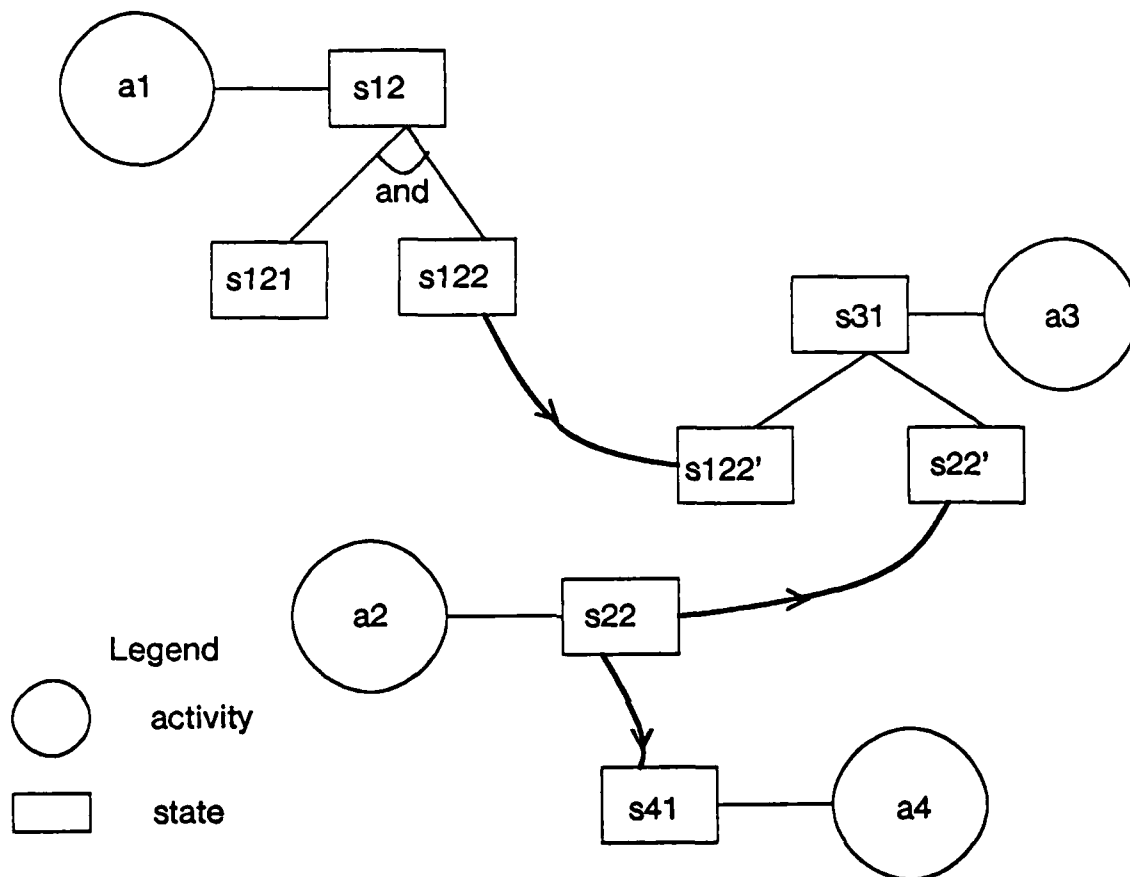 a1
s12
and
s121
s122
s31
a3
s122'
s22'
a2
s22
Legend
activity
state
s41
a4